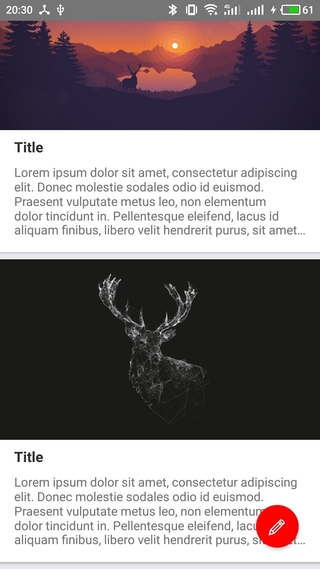 20:30
4G
61
Title
Lorem ipsum dolor sit amet, consectetur adipiscing
elit. Donec molestie sodales odio id euismod.
Praesent vulputate metus leo, non elementum
dolor tincidunt in. Pellentesque eleifend, lacus id
aliquam finibus, libero velit hendrerit purus, sit amet...
Title
Lorem ipsum dolor sit amet, consectetur adipiscing
elit. Donec molestie sodales odio id euismod.
Praesent vulputate metus leo, non elementum
dolor tincidunt in. Pellentesque eleifend,
aliquam finibus, libero velit hendrerit purus, sit amet...